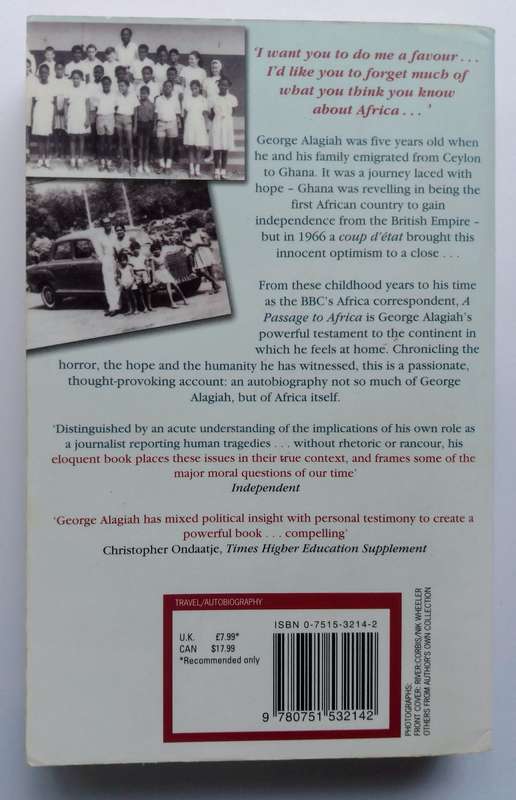 'I want you to do me a favour . . .
I'd like you to forget much of
what you think you know
about Africa . . . '
George Alagiah was five years old when
he and his family emigrated from Ceylon
to Ghana. It was a journey laced with
hope – Ghana was revelling in being the
first African country to gain
independence from the British Empire –
but in 1966 a coup d'état brought this
innocent optimism to a close . . .
From these childhood years to his time
as the BBC's Africa correspondent, A
Passage to Africa is George Alagiah's
powerful testament to the continent in
which he feels at home. Chronicling the
horror, the hope and the humanity he has witnessed, this is a passionate,
thought-provoking account: an autobiography not so much of George
Alagiah, but of Africa itself.
'Distinguished by an acute understanding of the implications of his own role as
a journalist reporting human tragedies . . . without rhetoric or rancour, his
eloquent book places these issues in their true context, and frames some of the
major moral questions of our time'
Independent
'George Alagiah has mixed political insight with personal testimony to create a
powerful book . . . compelling'
Christopher Ondaatje, Times Higher Education Supplement
TRAVEL/AUTOBIOGRAPHY
U.K. £7.99*
CAN $17.99
*Recommended only
ISBN 0-7515-3214-2
9 780751 532142
PHOTOGRAPHS:
FRONT COVER: RIVER:CORBIS/NIK WHEELER
OTHERS FROM AUTHOR'S OWN COLLECTION